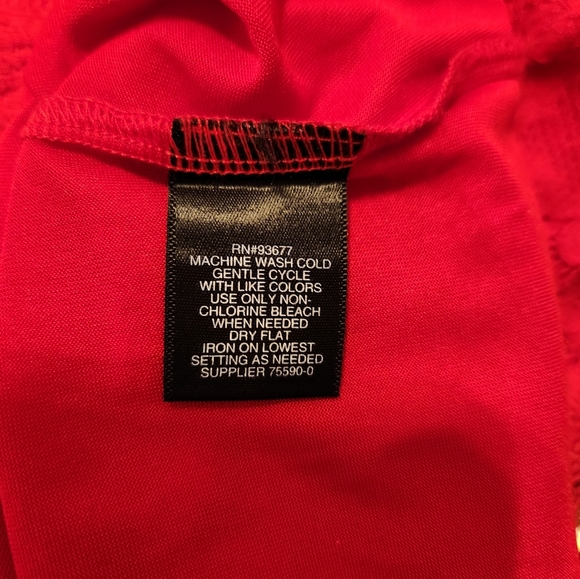 RN#93677
MACHINE WASH COLD
GENTLE CYCLE
WITH LIKE COLORS
USE ONLY NON-
CHLORINE BLEACH
WHEN NEEDED
DRY FLAT
IRON ON LOWEST
SETTING AS NEEDED
SUPPLIER 75590-0